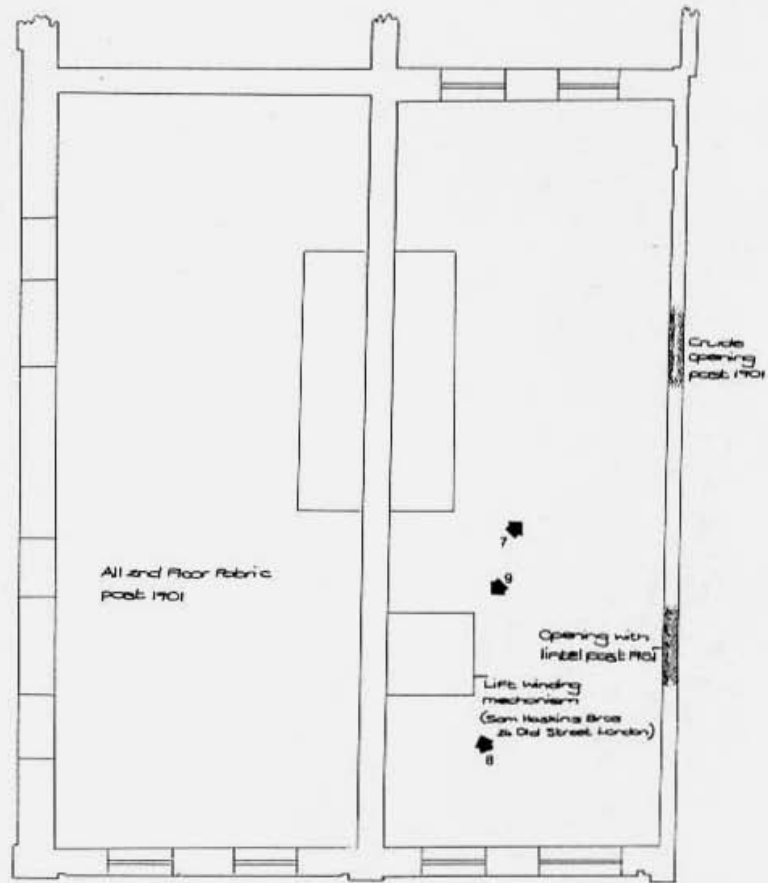 Crude
opening
post 1901
7
9
All 2nd Floor Fabric
post 1901
Opening with
lintel post 1901
Lift winding
mechanism
(Sam Haskins Bros
24 Old Street London)
8